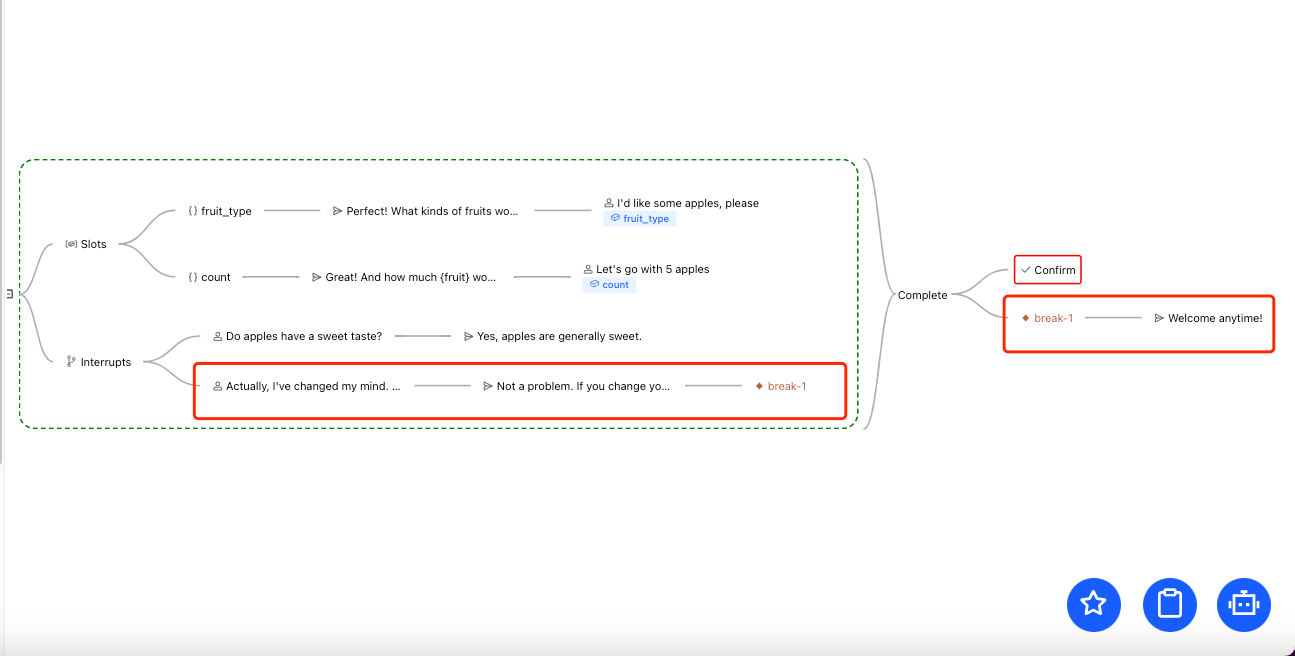 {} fruit_type
Perfect! What kinds of fruits wo...
I'd like some apples, please
fruit_type
Slots
{} count
Great! And how much {fruit} wo...
Let's go with 5 apples
count
Interrupts
Do apples have a sweet taste?
Yes, apples are generally sweet.
Actually, I've changed my mind. ...
Not a problem. If you change yo...
break-1
Complete
Confirm
break-1
Welcome anytime!